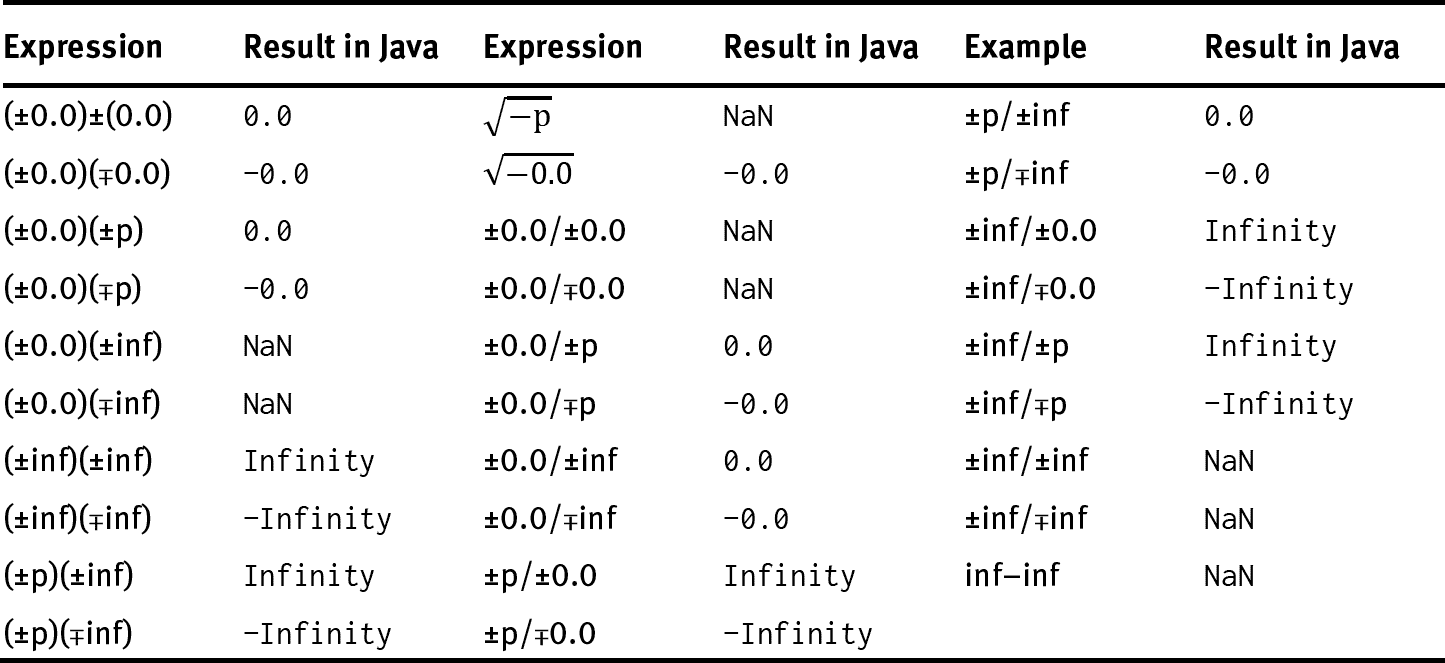 Expression Result in Java Expression Result in Java Example Result in Java
(±0.0)±(0.0) 0.0 √−p NaN ±p/±inf 0.0
(±0.0)(∓0.0) −0.0 √−0.0 −0.0 ±p/∓inf −0.0
(±0.0)(±p) 0.0 ±0.0/±0.0 NaN ±inf/±0.0 Infinity
(±0.0)(∓p) −0.0 ±0.0/∓0.0 NaN ±inf/∓0.0 −Infinity
(±0.0)(±inf) NaN ±0.0/±p 0.0 ±inf/±p Infinity
(±0.0)(∓inf) NaN ±0.0/∓p −0.0 ±inf/∓p −Infinity
(±inf)(±inf) Infinity ±0.0/±inf 0.0 ±inf/±inf NaN
(±inf)(∓inf) −Infinity ±0.0/∓inf −0.0 ±inf/∓inf NaN
(±p)(±inf) Infinity ±p/±0.0 Infinity inf−inf NaN
(±p)(∓inf) −Infinity ±p/∓0.0 −Infinity